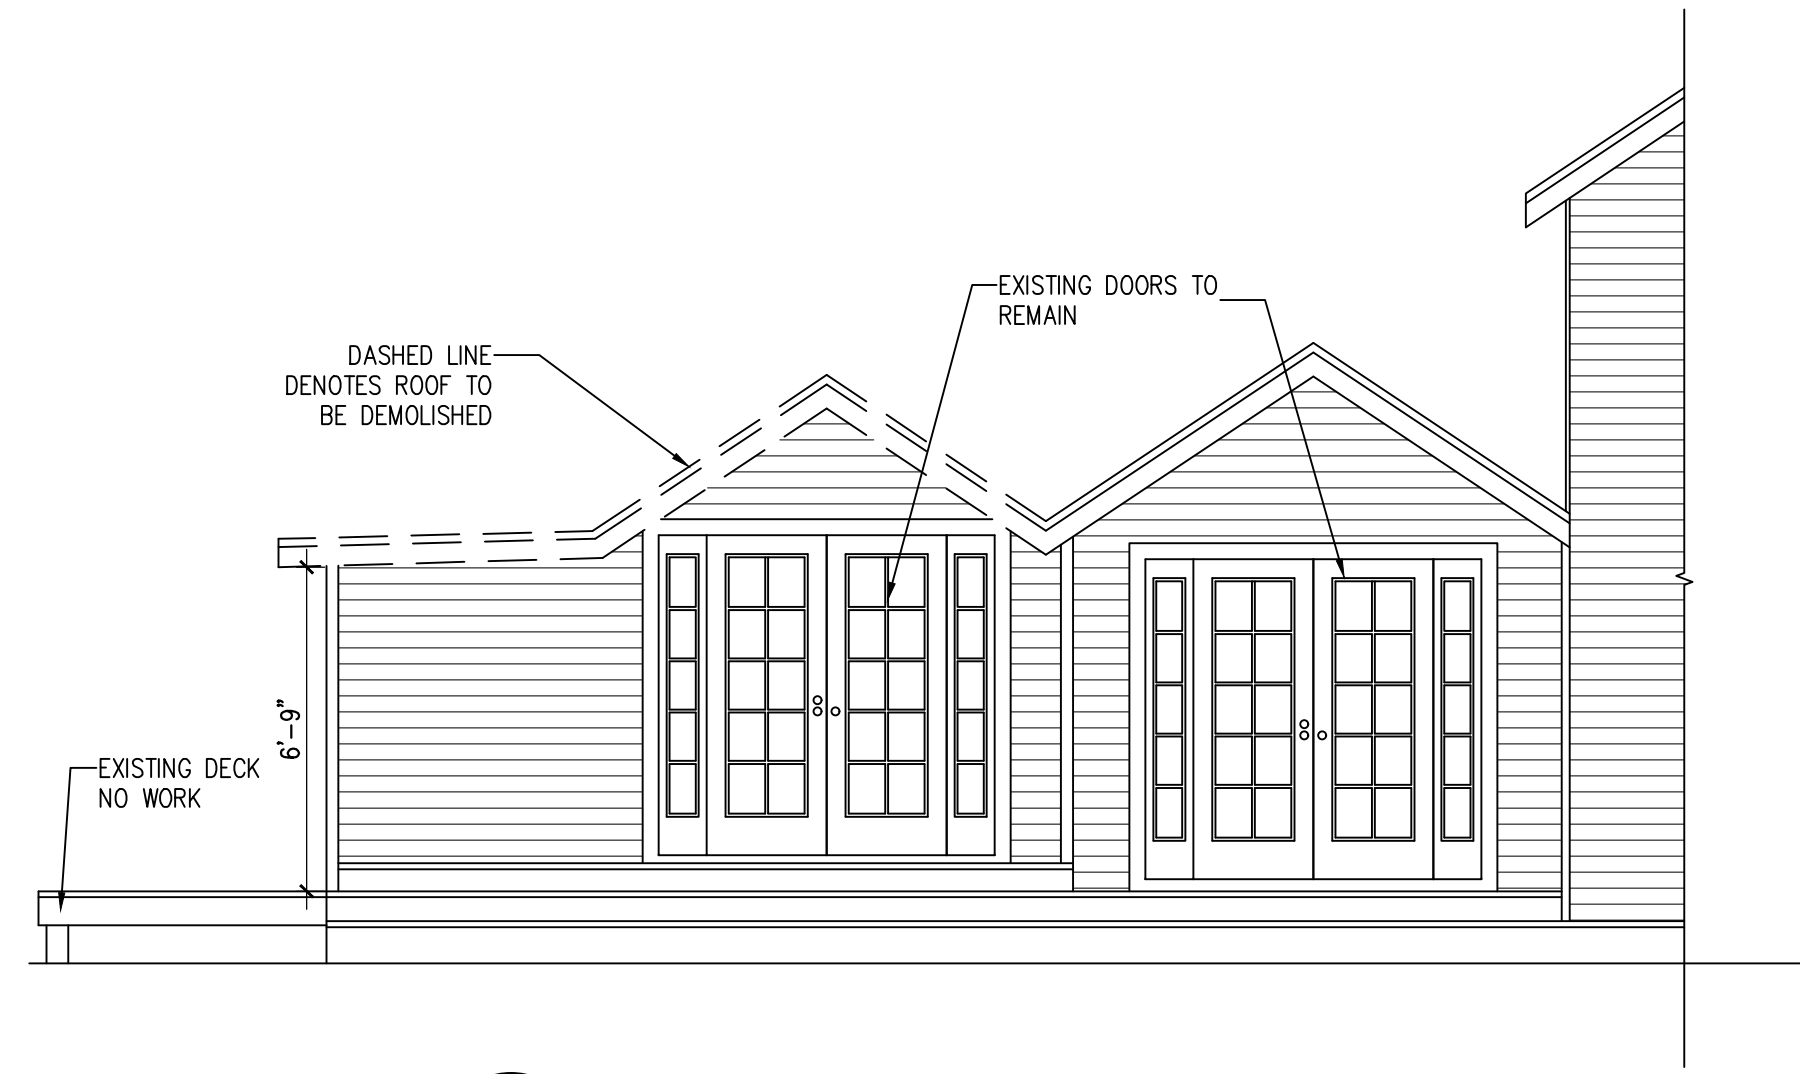 EXISTING DOORS TO
REMAIN
DASHED LINE
DENOTES ROOF TO
BE DEMOLISHED
6'-9"
EXISTING DECK
NO WORK